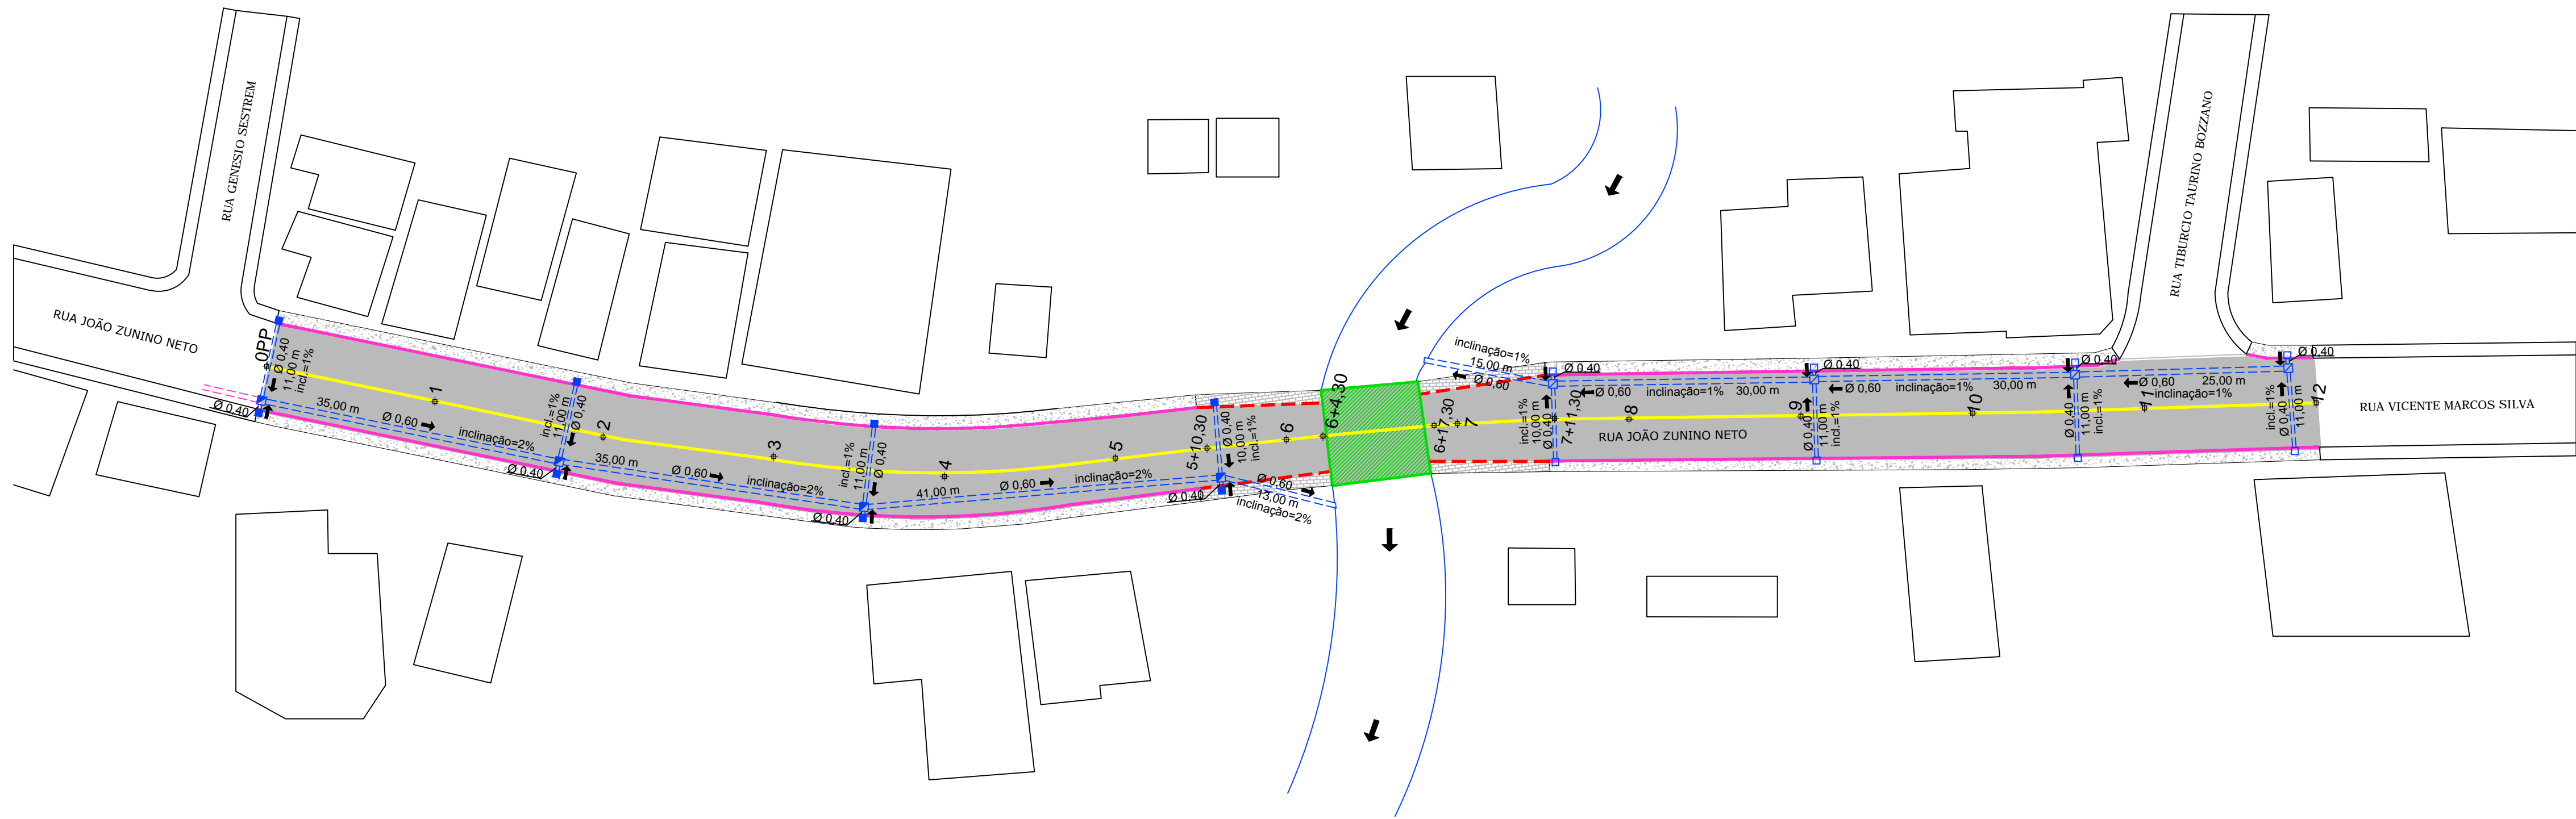 RUA GENESIO SESTREM
RUA JOÃO ZUNINO NETO
0PP
Ø 0,40
11,00 m
incl.=1%
Ø 0,40
35,00 m
Ø 0,60
inclinação=2%
1
incl.=1%
11,00 m
Ø 0,40
Ø 0,40
2
35,00 m
Ø 0,60
inclinação=2%
3
incl.=1%
11,00 m
Ø 0,40
Ø 0,40
4
41,00 m
Ø 0,60
inclinação=2%
5
5+10,30
Ø 0,40
10,00 m
incl.=1%
Ø 0,40
6
Ø 0,60
13,00 m
inclinação=2%
6+4,30
6+17,30
7
inclinação=1%
15,00 m
Ø 0,60
incl.=1%
10,00 m
Ø 0,40
7+11,30
Ø 0,40
Ø 0,60
inclinação=1%
30,00 m
8
RUA JOÃO ZUNINO NETO
9
Ø 0,40
11,00 m
incl.=1%
Ø 0,40
Ø 0,60
inclinação=1%
30,00 m
10
Ø 0,40
11,00 m
incl.=1%
Ø 0,40
Ø 0,60
25,00 m
inclinação=1%
11
incl.=1%
Ø 0,40
11,00 m
Ø 0,40
12
RUA TIBURCIO TAURINO BOZZANO
RUA VICENTE MARCOS SILVA